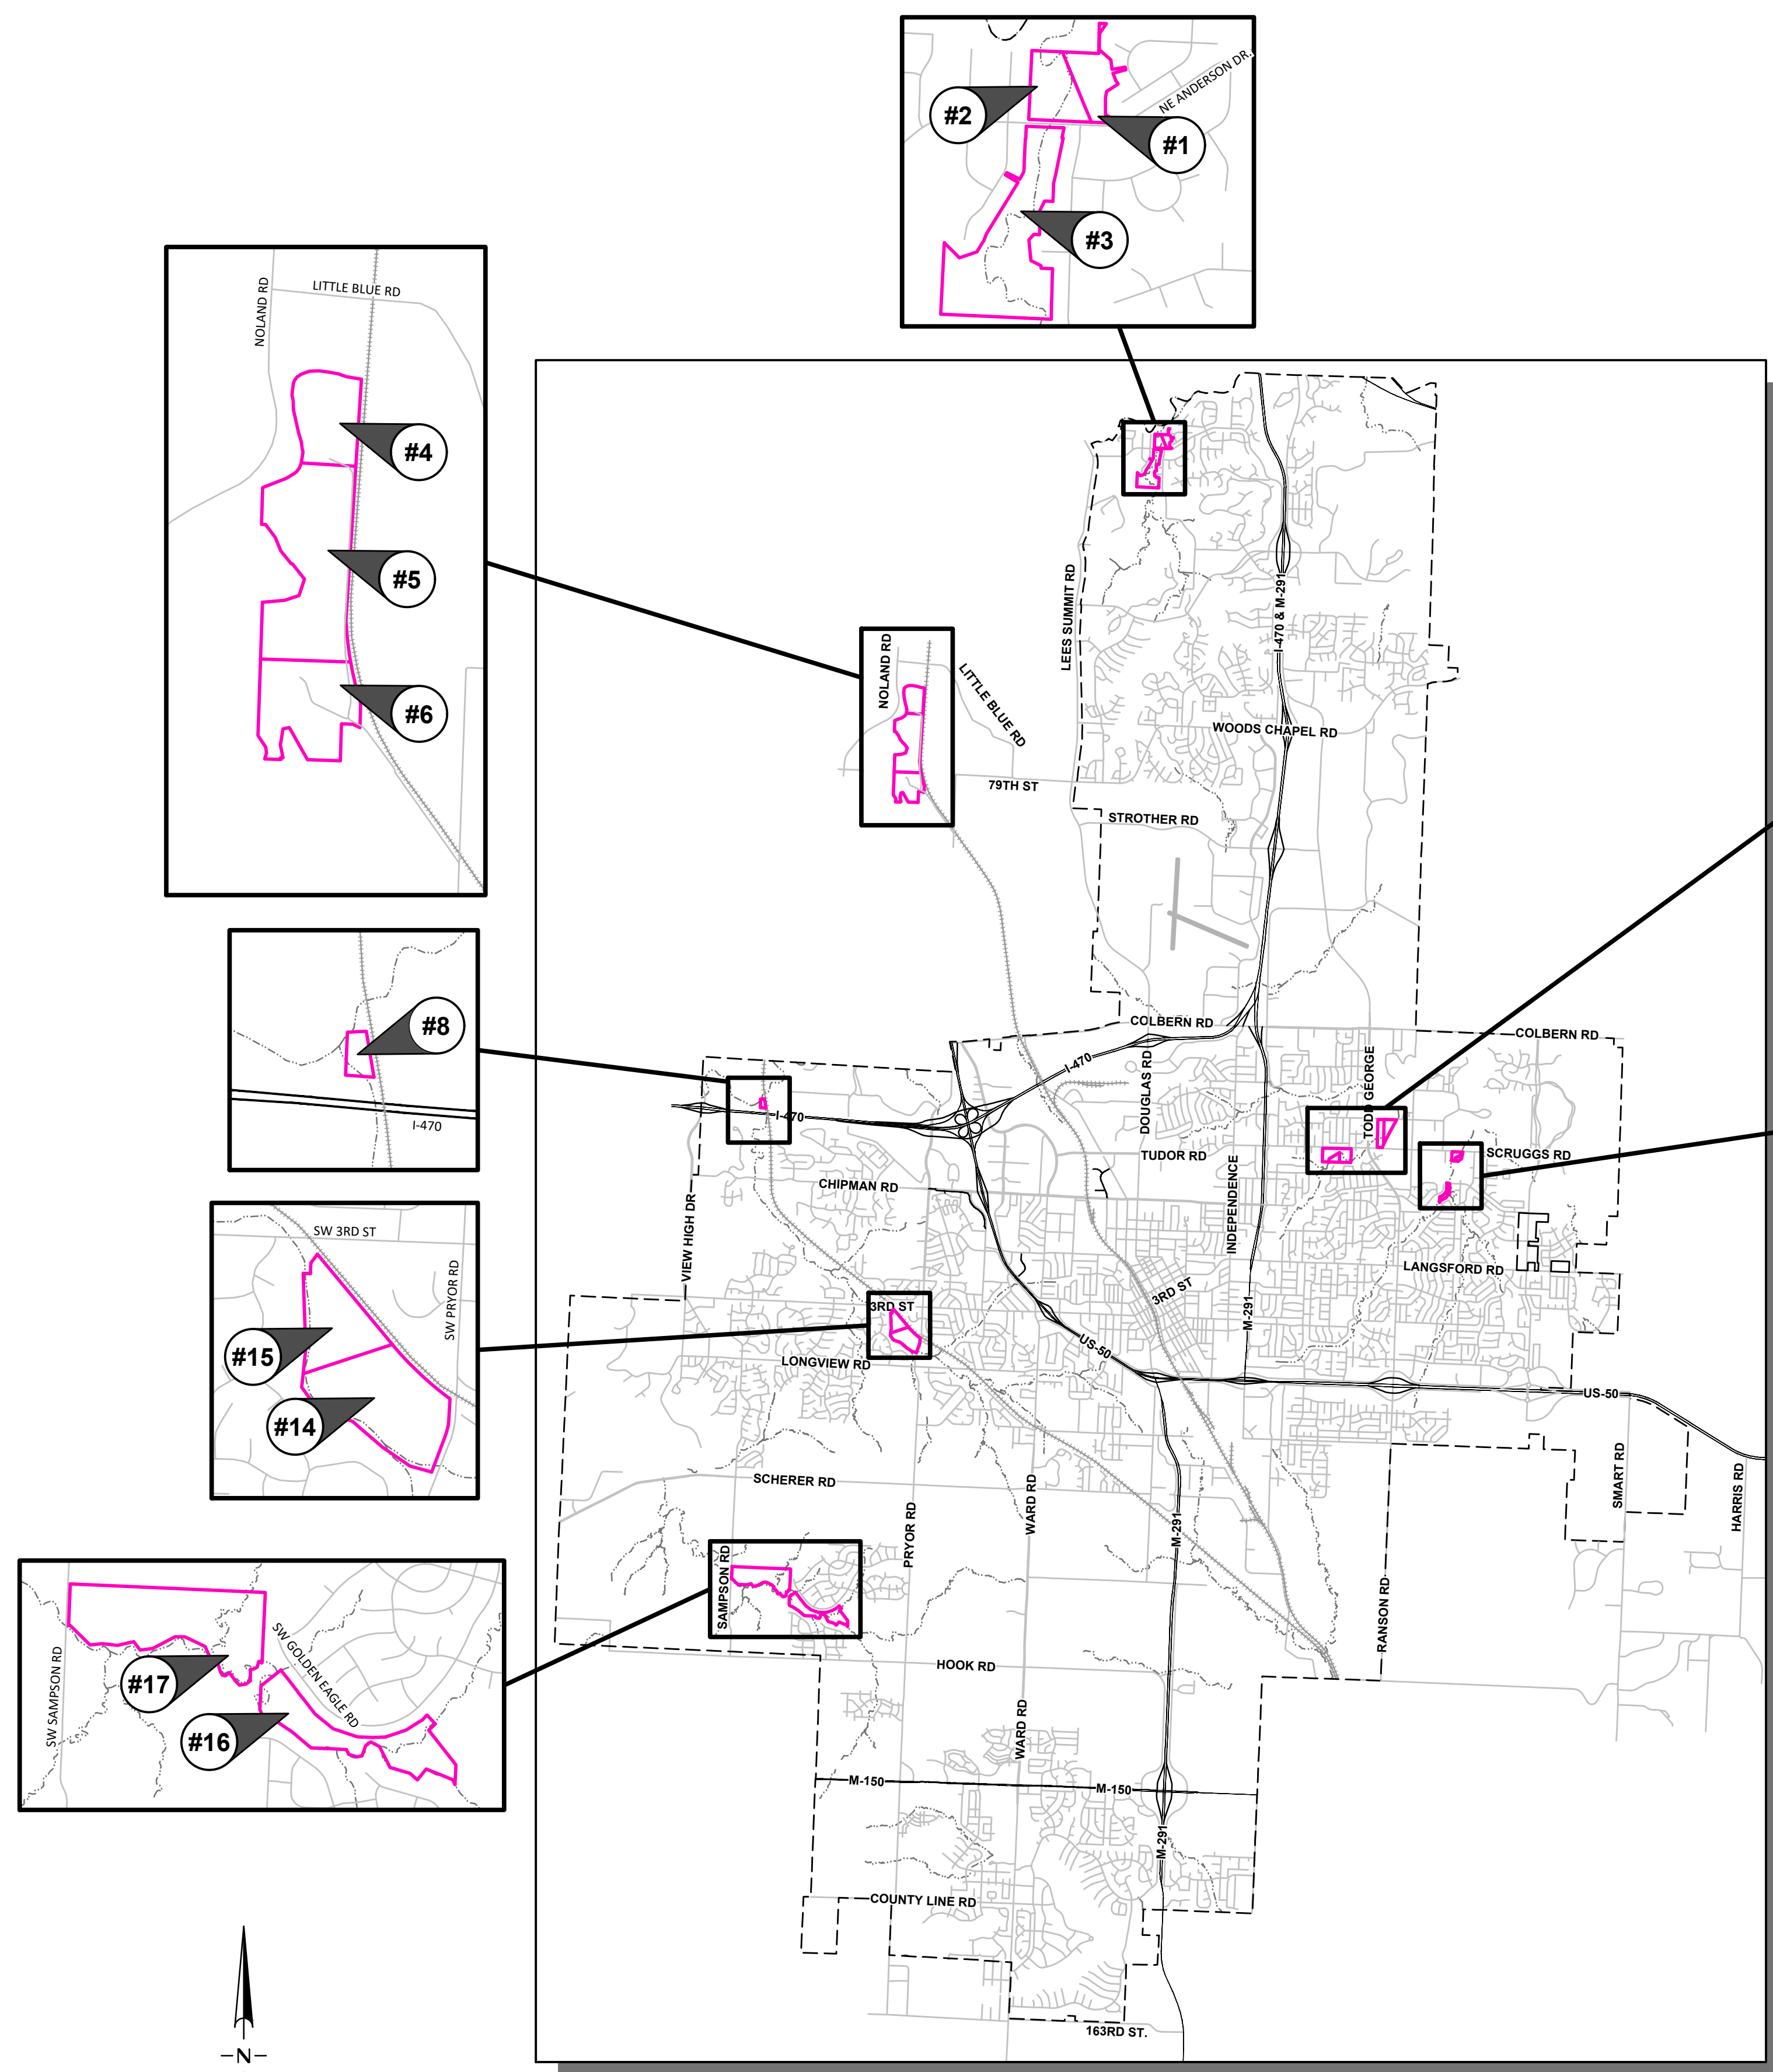 NE ANDERSON DR.
#2
#1
#3
NOLAND RD
LITTLE BLUE RD
#4
#5
#6
#8
I-470
SW 3RD ST
SW PRYOR RD
#15
#14
SW SAMPSON RD
SW GOLDEN EAGLE RD
#17
#16
-N-
LEES SUMMIT RD
I-470 & M-291
NOLAND RD
LITTLE BLUE RD
WOODS CHAPEL RD
79TH ST
STROTHER RD
COLBERN RD
COLBERN RD
I-470
DOUGLAS RD
TODD GEORGE
I-470
TUDOR RD
SCRUGGS RD
CHIPMAN RD
VIEW HIGH DR
INDEPENDENCE
LANGSFORD RD
3RD ST
3RD ST
M-291
US-50
LONGVIEW RD
US-50
SCHERER RD
SMART RD
HARRIS RD
PRYOR RD
WARD RD
M-291
SAMPSON RD
RANSON RD
HOOK RD
WARD RD
M-150
M-150
M-291
COUNTY LINE RD
163RD ST.